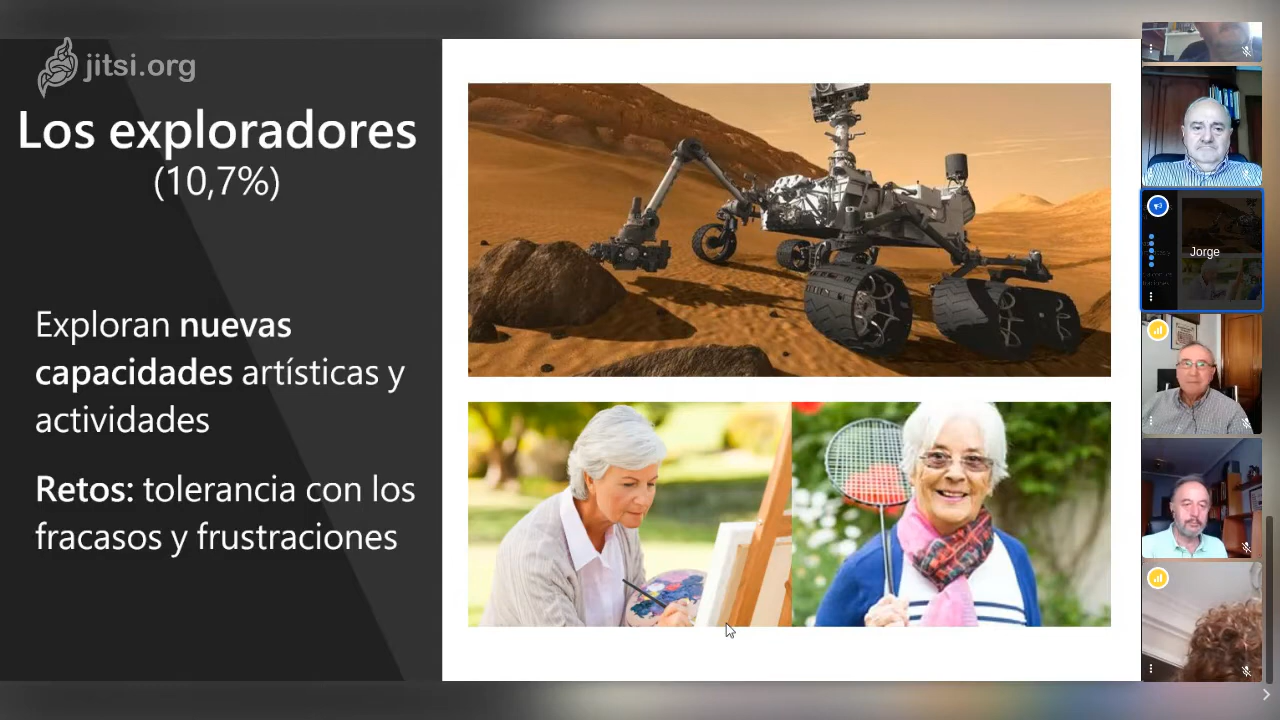 jitsi.org
Los exploradores
(10,7%)
Exploran nuevas
capacidades artísticas y
actividades
Retos: tolerancia con los
fracasos y frustraciones
Jorge